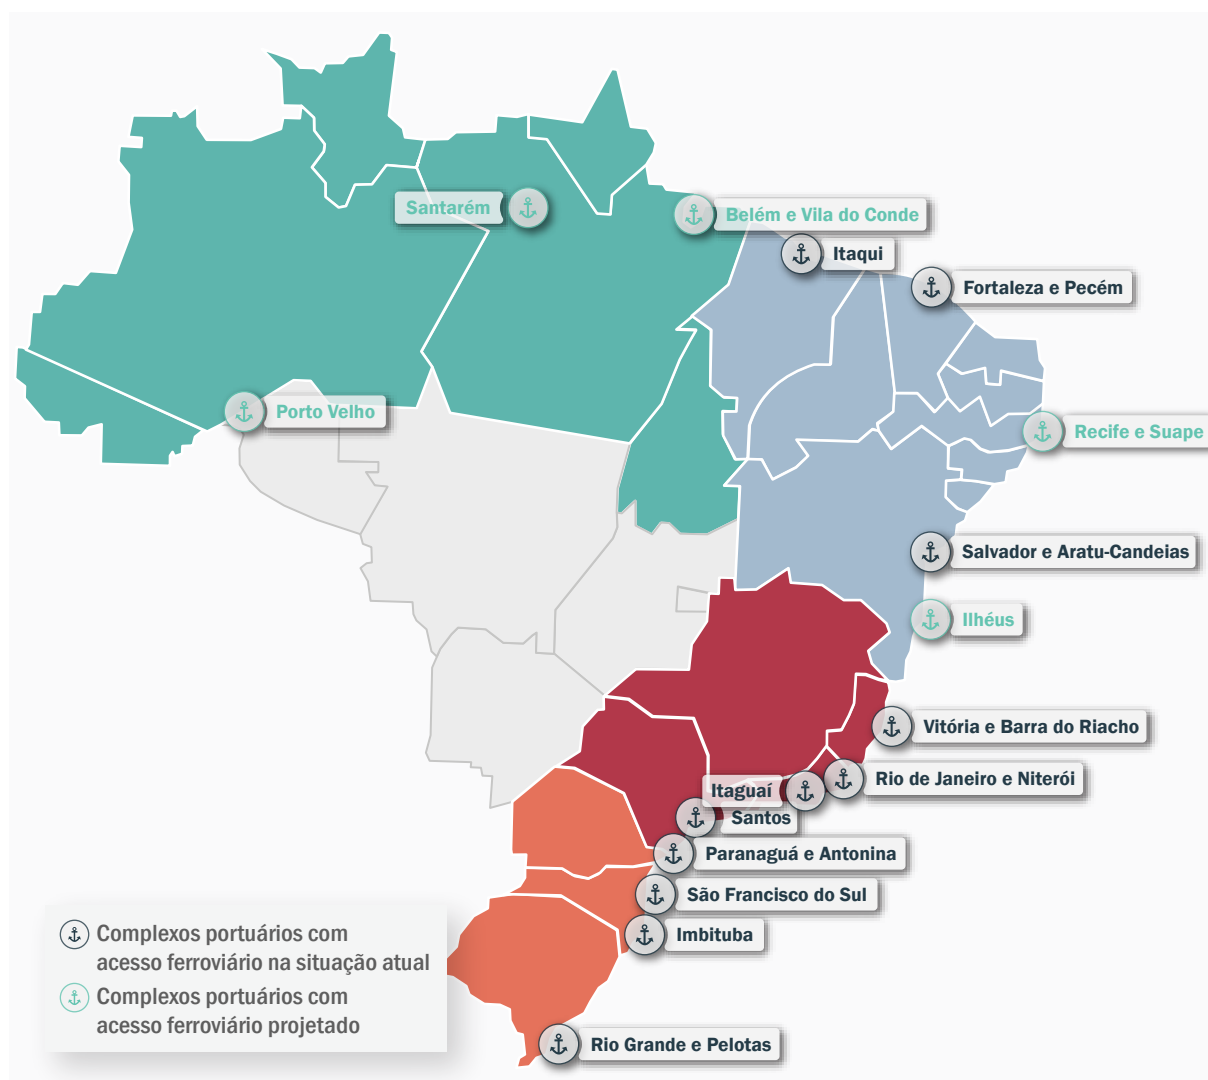 Santarém
Belém e Vila do Conde
Itaqui
Fortaleza e Pecém
Porto Velho
Recife e Suape
Salvador e Aratu-Candeias
Ilhéus
Vitória e Barra do Riacho
Rio de Janeiro e Niterói
Itaguaí
Santos
Paranaguá e Antonina
São Francisco do Sul
Imbituba
Rio Grande e Pelotas
Complexos portuários com
acesso ferroviário na situação atual
Complexos portuários com
acesso ferroviário projetado